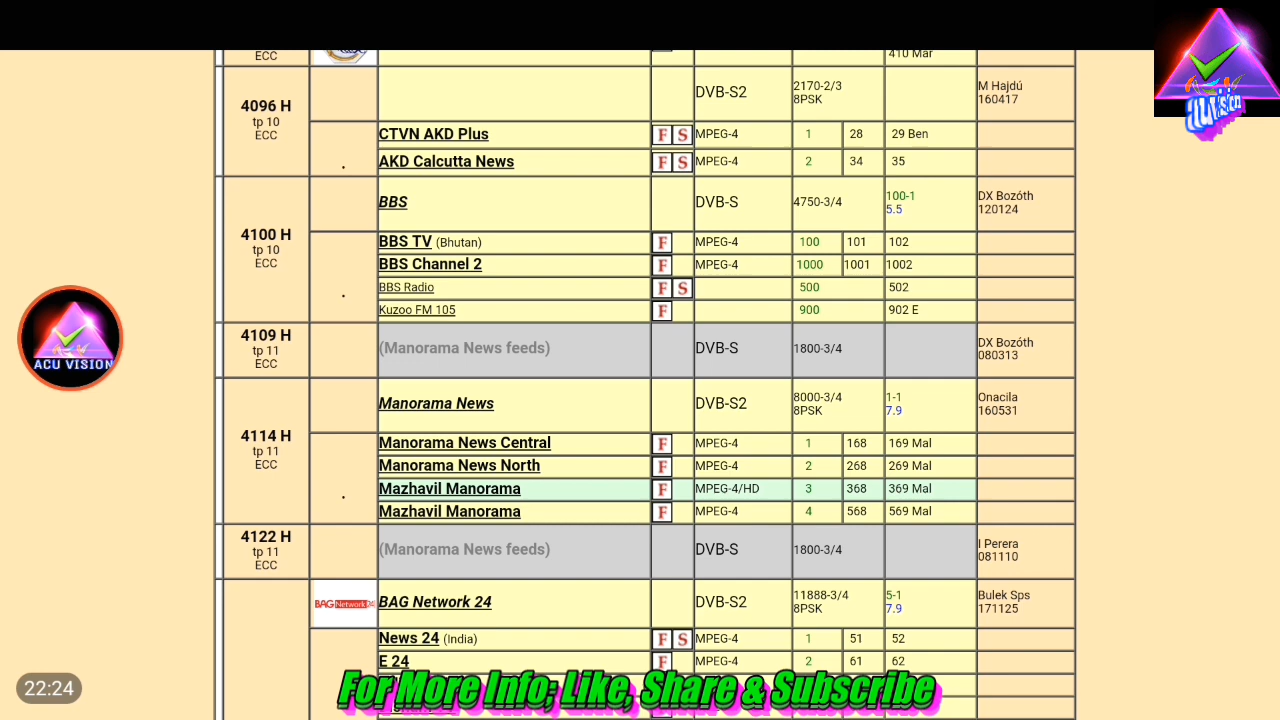 ECC
410 Mar
4096 H
tp 10
ECC
DVB-S2
2170-2/3
8PSK
M Hajdú
160417
CTVN AKD Plus F S MPEG-4 1 28 29 Ben
AKD Calcutta News F S MPEG-4 2 34 35
4100 H
tp 10
ECC
BBS DVB-S 4750-3/4
100-1
5.5
DX Bozóth
120124
BBS TV (Bhutan) F MPEG-4 100 101 102
BBS Channel 2 F MPEG-4 1000 1001 1002
BBS Radio F S 500 502
Kuzoo FM 105 F 900 902 E
4109 H
tp 11
ECC
(Manorama News feeds) DVB-S 1800-3/4
DX Bozóth
080313
4114 H
tp 11
ECC
Manorama News DVB-S2
8000-3/4
8PSK
1-1
7.9
Onacila
160531
Manorama News Central F MPEG-4 1 168 169 Mal
Manorama News North F MPEG-4 2 268 269 Mal
Mazhavil Manorama F MPEG-4/HD 3 368 369 Mal
Mazhavil Manorama F MPEG-4 4 568 569 Mal
4122 H
tp 11
ECC
(Manorama News feeds) DVB-S 1800-3/4
I Perera
081110
BAG Network24
BAG Network 24 DVB-S2
11888-3/4
8PSK
5-1
7.9
Bulek Sps
171125
News 24 (India) F S MPEG-4 1 51 52
E 24 F MPEG-4 2 61 62
ACU VISION
22:24
For More Info; Like, Share & Subscribe